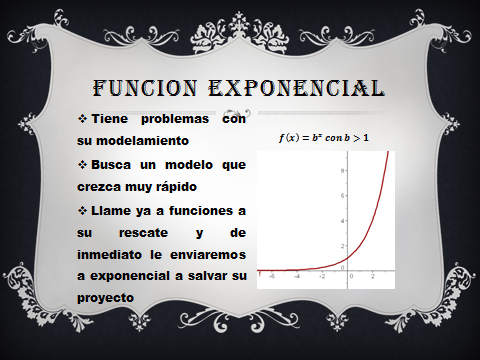 FUNCION EXPONENCIAL
❖ Tiene problemas con
su modelamiento
❖ Busca un modelo que
crezca muy rápido
❖ Llame ya a funciones a
su rescate y de
inmediato le enviaremos
a exponencial a salvar su
proyecto
f(x) = bˣ con b > 1
8
6
4
2
0
-6 -4 -2 0 2